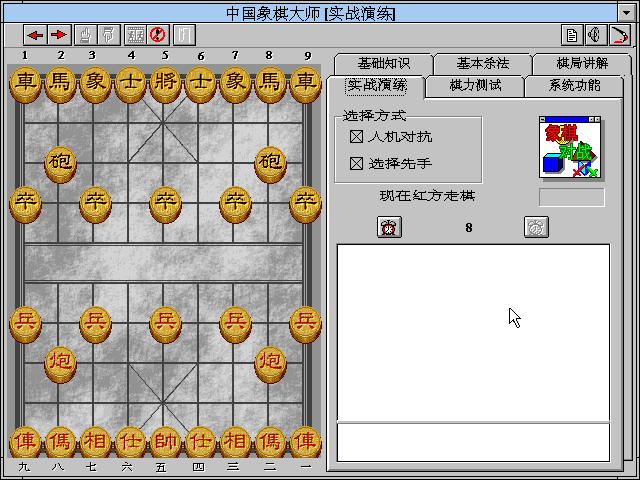 中国象棋大师 [实战演练]
1 2 3 4 5 6 7 8 9
車 馬 象 士 將 士 象 馬 車
砲 砲
卒 卒 卒 卒 卒
兵 兵 兵 兵 兵
炮 炮
俥 傌 相 仕 帥 仕 相 傌 俥
九 八 七 六 五 四 三 二 一
基础知识 基本杀法 棋局讲解
实战演练 棋力测试 系统功能
选择方式
人机对抗
选择先手
象棋
对战
现在红方走棋
8